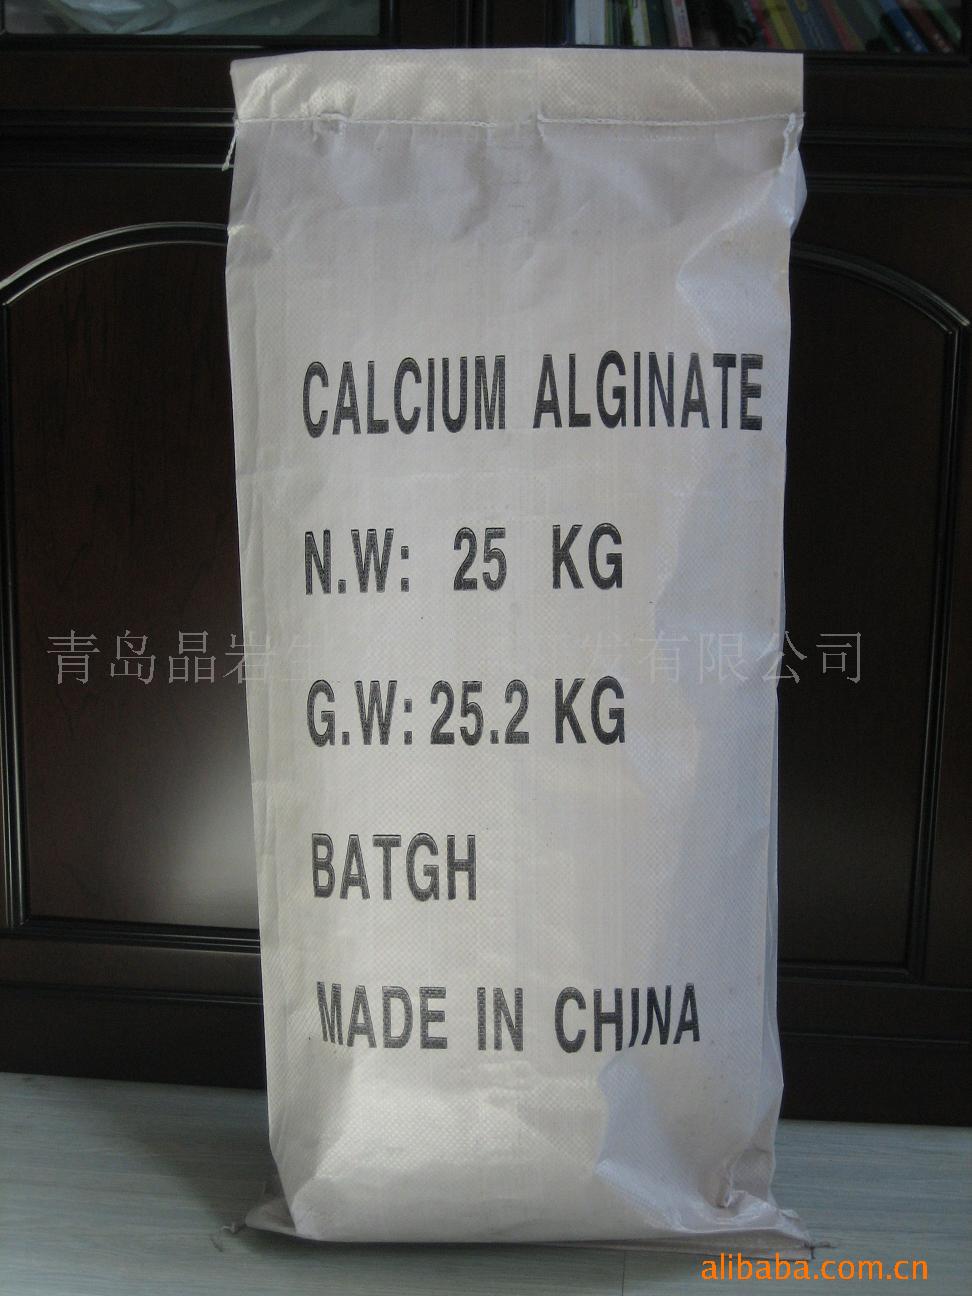 CALCIUM ALGINATE
N.W: 25 KG
青岛晶岩生 发有限公司
G.W: 25.2 KG
BATGH
MADE IN CHINA
alibaba.com.cn